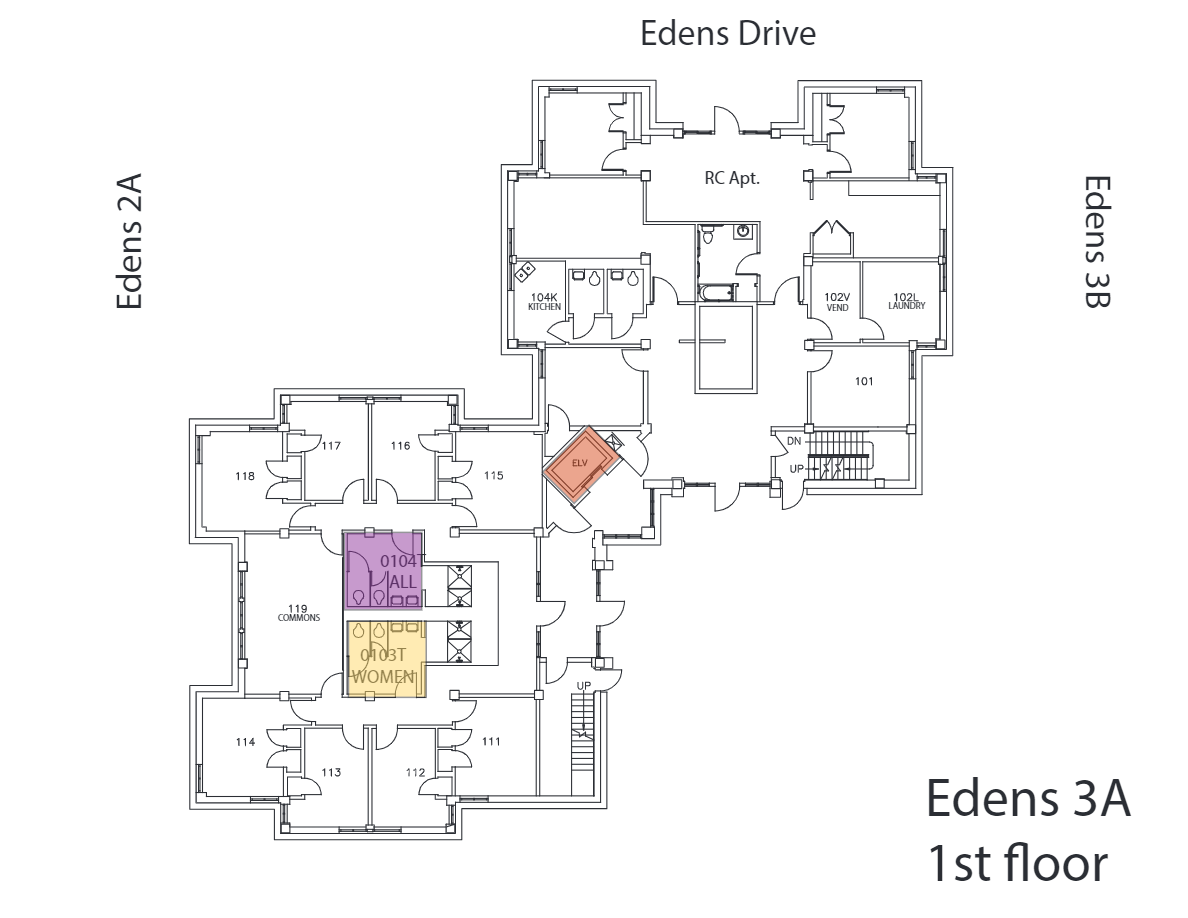 Edens Drive
Edens 2A
Edens 3B
RC Apt.
104K
KITCHEN
102V
VEND
102L
LAUNDRY
101
DN
UP
117
116
118
115
ELV
0104T
ALL
119
COMMONS
0103T
WOMEN
UP
114
111
113
112
Edens 3A
1st floor